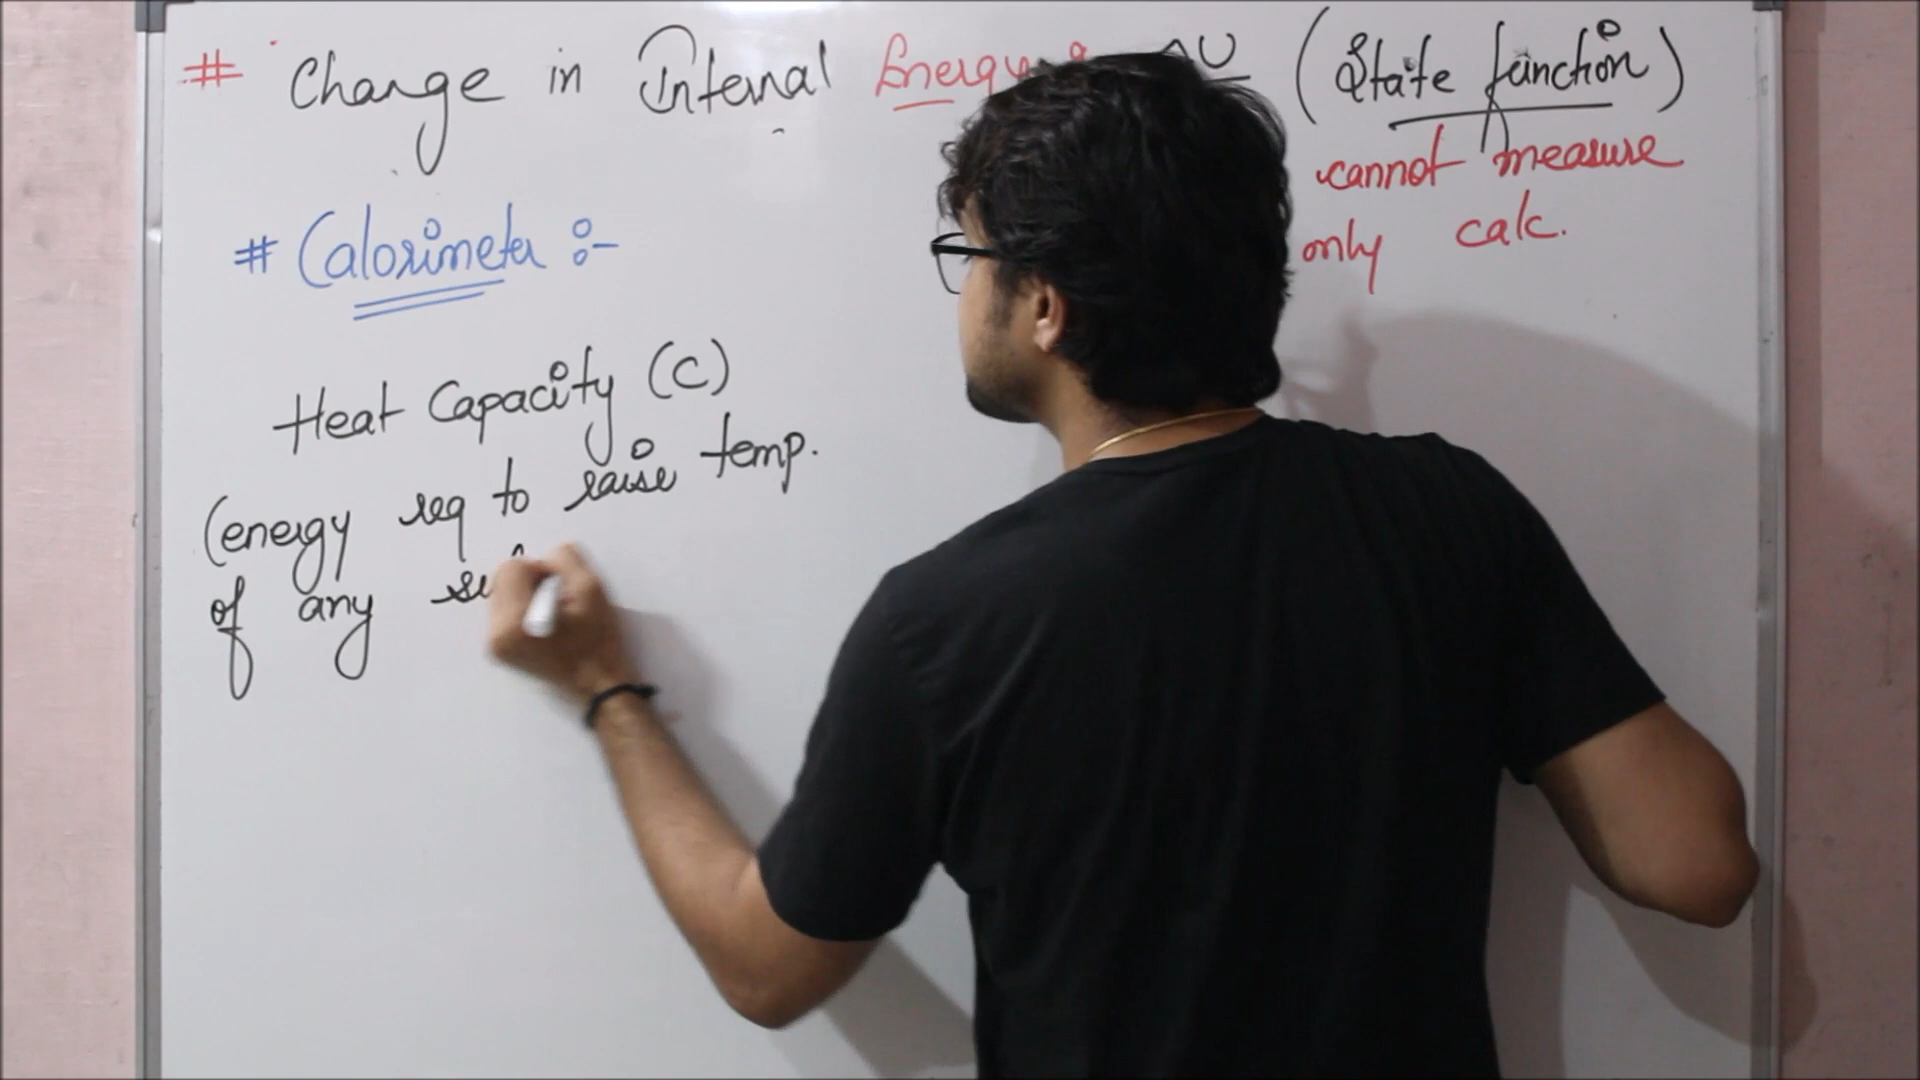 # Change in Internal Energy ΔU (State function)
cannot measure
only calc.
# Calorimeter :-
Heat Capacity (C)
(energy req to raise temp.
of any